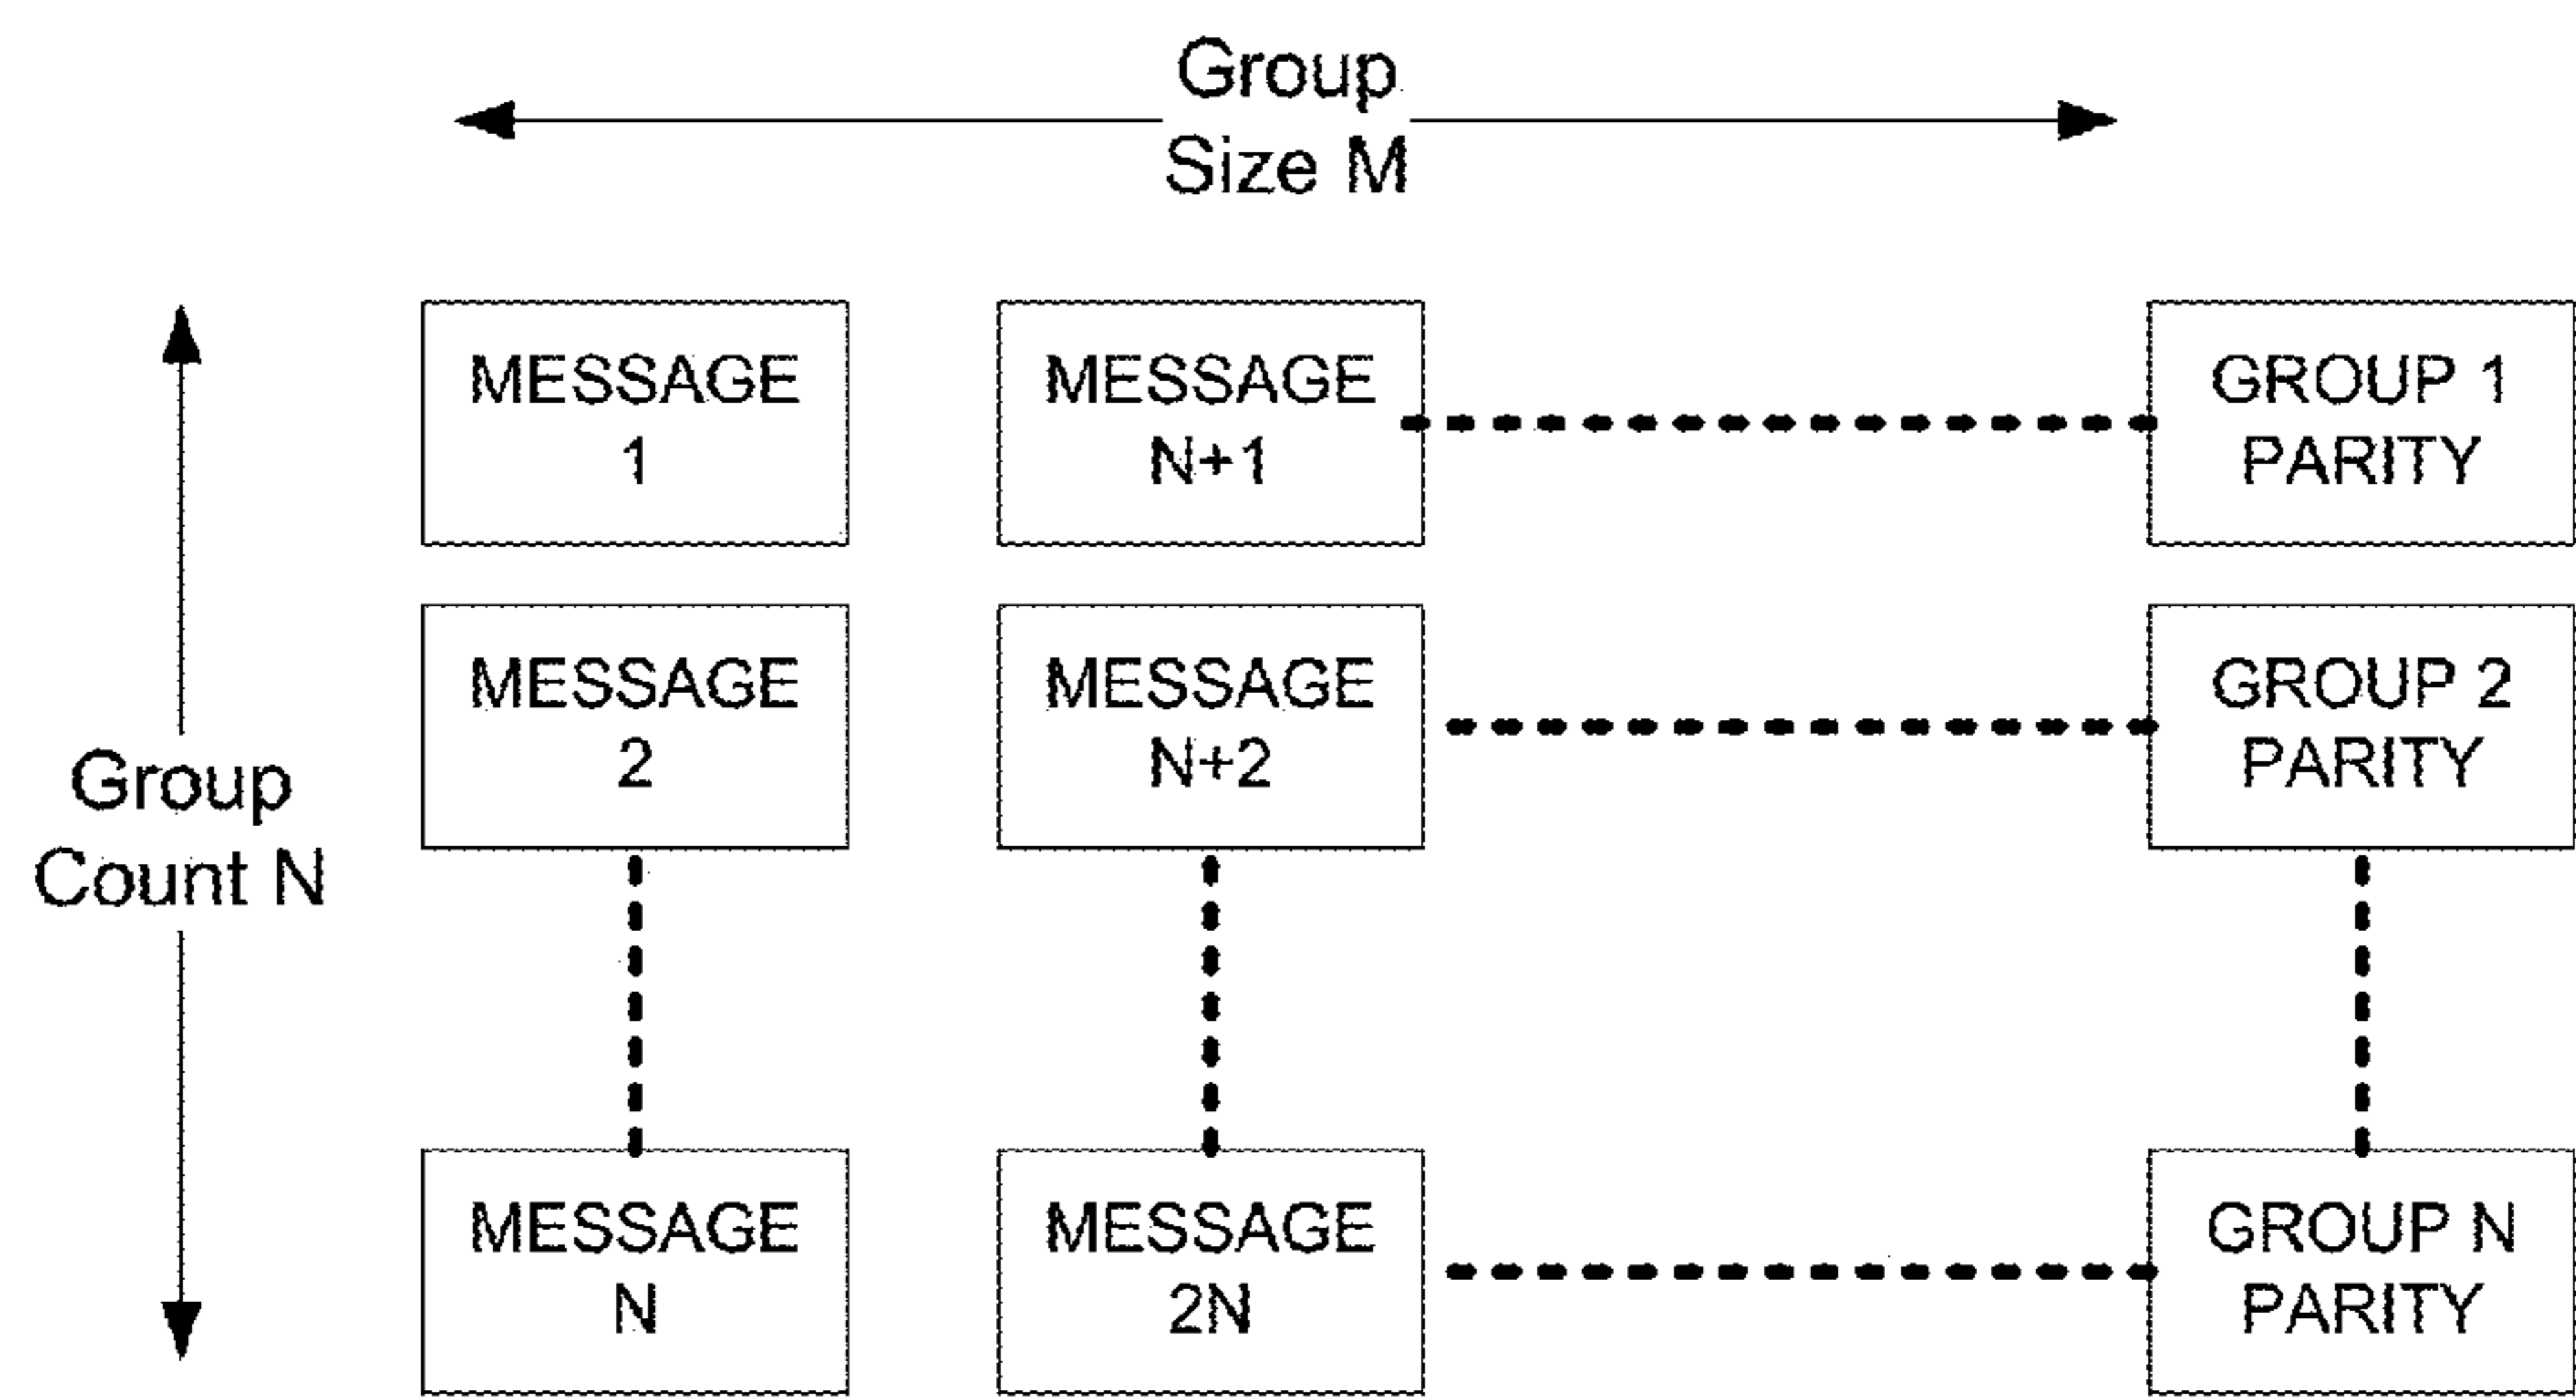 Group
Size M
MESSAGE
1
MESSAGE
N+1
GROUP 1
PARITY
MESSAGE
2
MESSAGE
N+2
GROUP 2
PARITY
Group
Count N
MESSAGE
N
MESSAGE
2N
GROUP N
PARITY